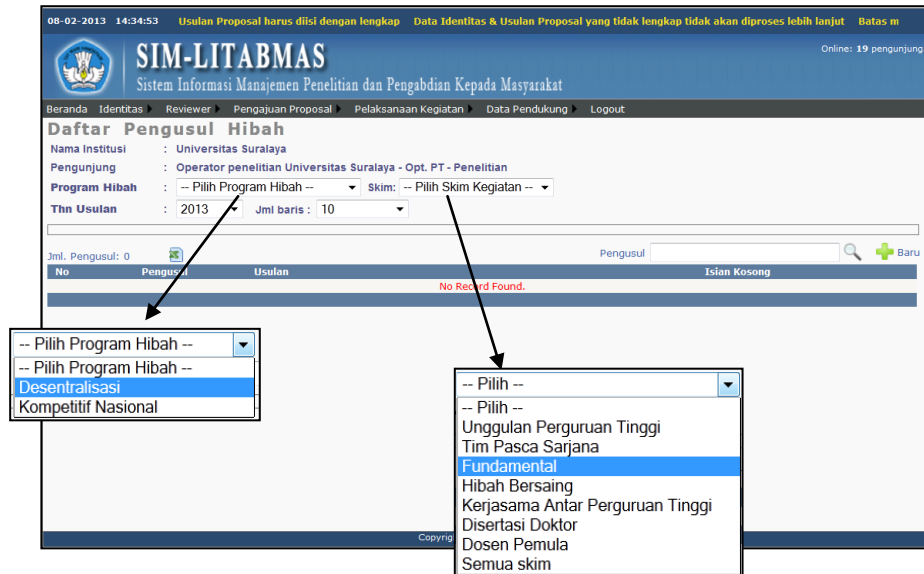 08-02-2013 14:34:53 Usulan Proposal harus diisi dengan lengkap Data Identitas & Usulan Proposal yang tidak lengkap tidak akan diproses lebih lanjut Batas m
SIM-LITABMAS
Online: 19 pengunjung
Sistem Informasi Manajemen Penelitian dan Pengabdian Kepada Masyarakat
Beranda Identitas Reviewer Pengajuan Proposal Pelaksanaan Kegiatan Data Pendukung Logout
Daftar Pengusul Hibah
Nama Institusi : Universitas Suralaya
Pengunjung : Operator penelitian Universitas Suralaya - Opt. PT - Penelitian
Program Hibah : -- Pilih Program Hibah -- Skim: -- Pilih Skim Kegiatan --
Thn Usulan : 2013 Jml baris : 10
Jml. Pengusul: 0 Pengusul Baru
No Pengusul Usulan Isian Kosong
No Record Found.
-- Pilih Program Hibah --
-- Pilih Program Hibah --
Desentralisasi
Kompetitif Nasional
-- Pilih --
-- Pilih --
Unggulan Perguruan Tinggi
Tim Pasca Sarjana
Fundamental
Hibah Bersaing
Kerjasama Antar Perguruan Tinggi
Disertasi Doktor
Dosen Pemula
Semua skim